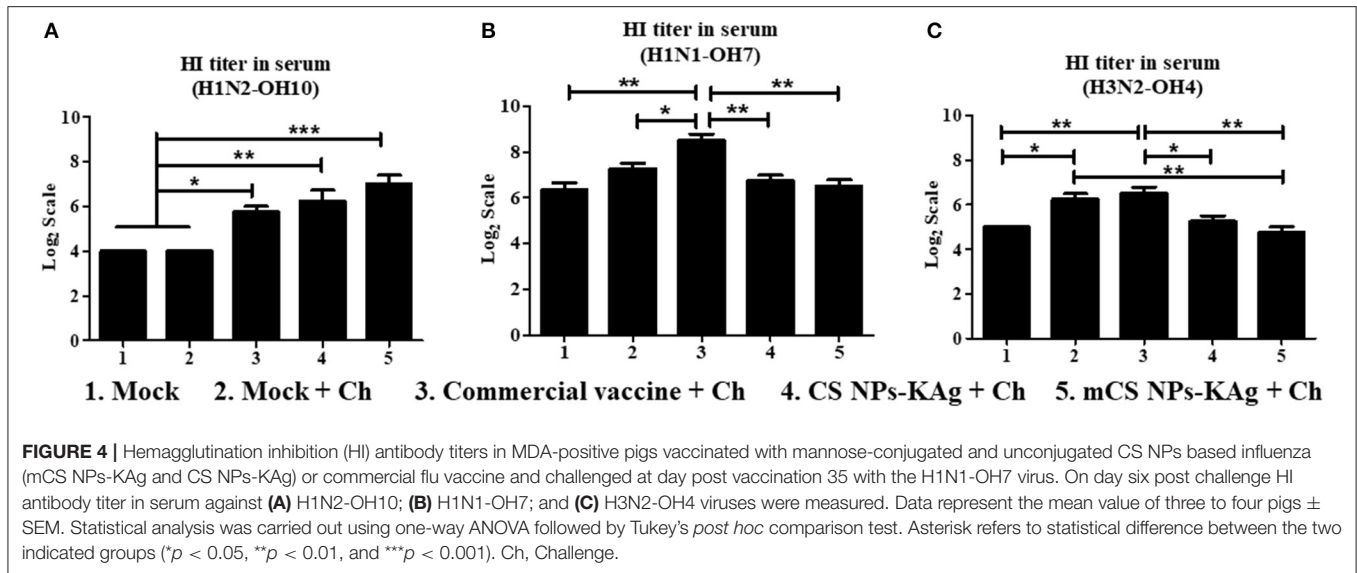 A
HI titer in serum
(H1N2-OH10)
Log2 Scale
10
8
6
4
2
0
***
**
*
1 2 3 4 5
B
HI titer in serum
(H1N1-OH7)
Log2 Scale
10
8
6
4
2
0
** **
* **
1 2 3 4 5
C
HI titer in serum
(H3N2-OH4)
Log2 Scale
10
8
6
4
2
0
** **
* *
**
1 2 3 4 5
1. Mock 2. Mock + Ch 3. Commercial vaccine + Ch 4. CS NPs-KAg + Ch 5. mCS NPs-KAg + Ch
FIGURE 4 | Hemagglutination inhibition (HI) antibody titers in MDA-positive pigs vaccinated with mannose-conjugated and unconjugated CS NPs based influenza
(mCS NPs-KAg and CS NPs-KAg) or commercial flu vaccine and challenged at day post vaccination 35 with the H1N1-OH7 virus. On day six post challenge HI
antibody titer in serum against (A) H1N2-OH10; (B) H1N1-OH7; and (C) H3N2-OH4 viruses were measured. Data represent the mean value of three to four pigs ±
SEM. Statistical analysis was carried out using one-way ANOVA followed by Tukey's post hoc comparison test. Asterisk refers to statistical difference between the two
indicated groups (*p < 0.05, **p < 0.01, and ***p < 0.001). Ch, Challenge.